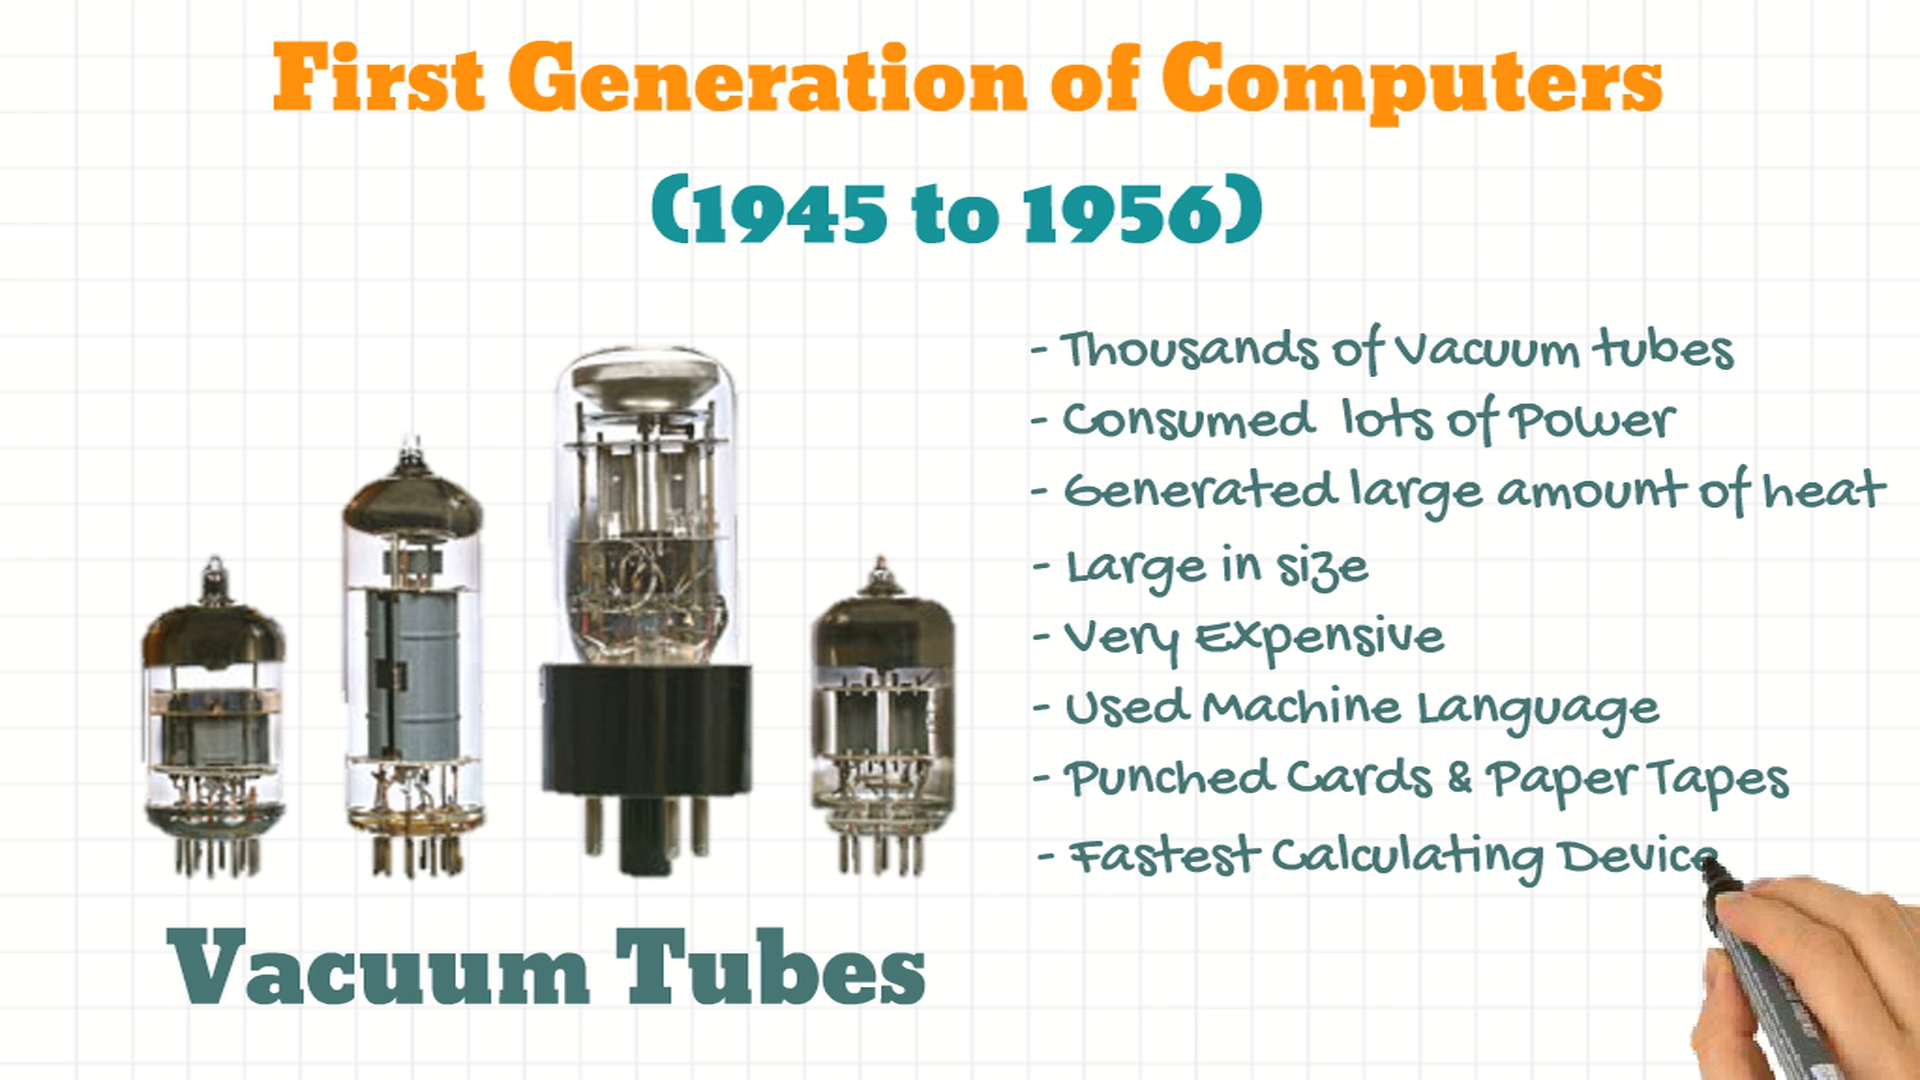 First Generation of Computers
(1945 to 1956)
- Thousands of Vacuum tubes
- Consumed lots of Power
- Generated large amount of heat
- Large in size
- Very Expensive
- Used Machine Language
- Punched Cards & Paper Tapes
- Fastest Calculating Device
Vacuum Tubes